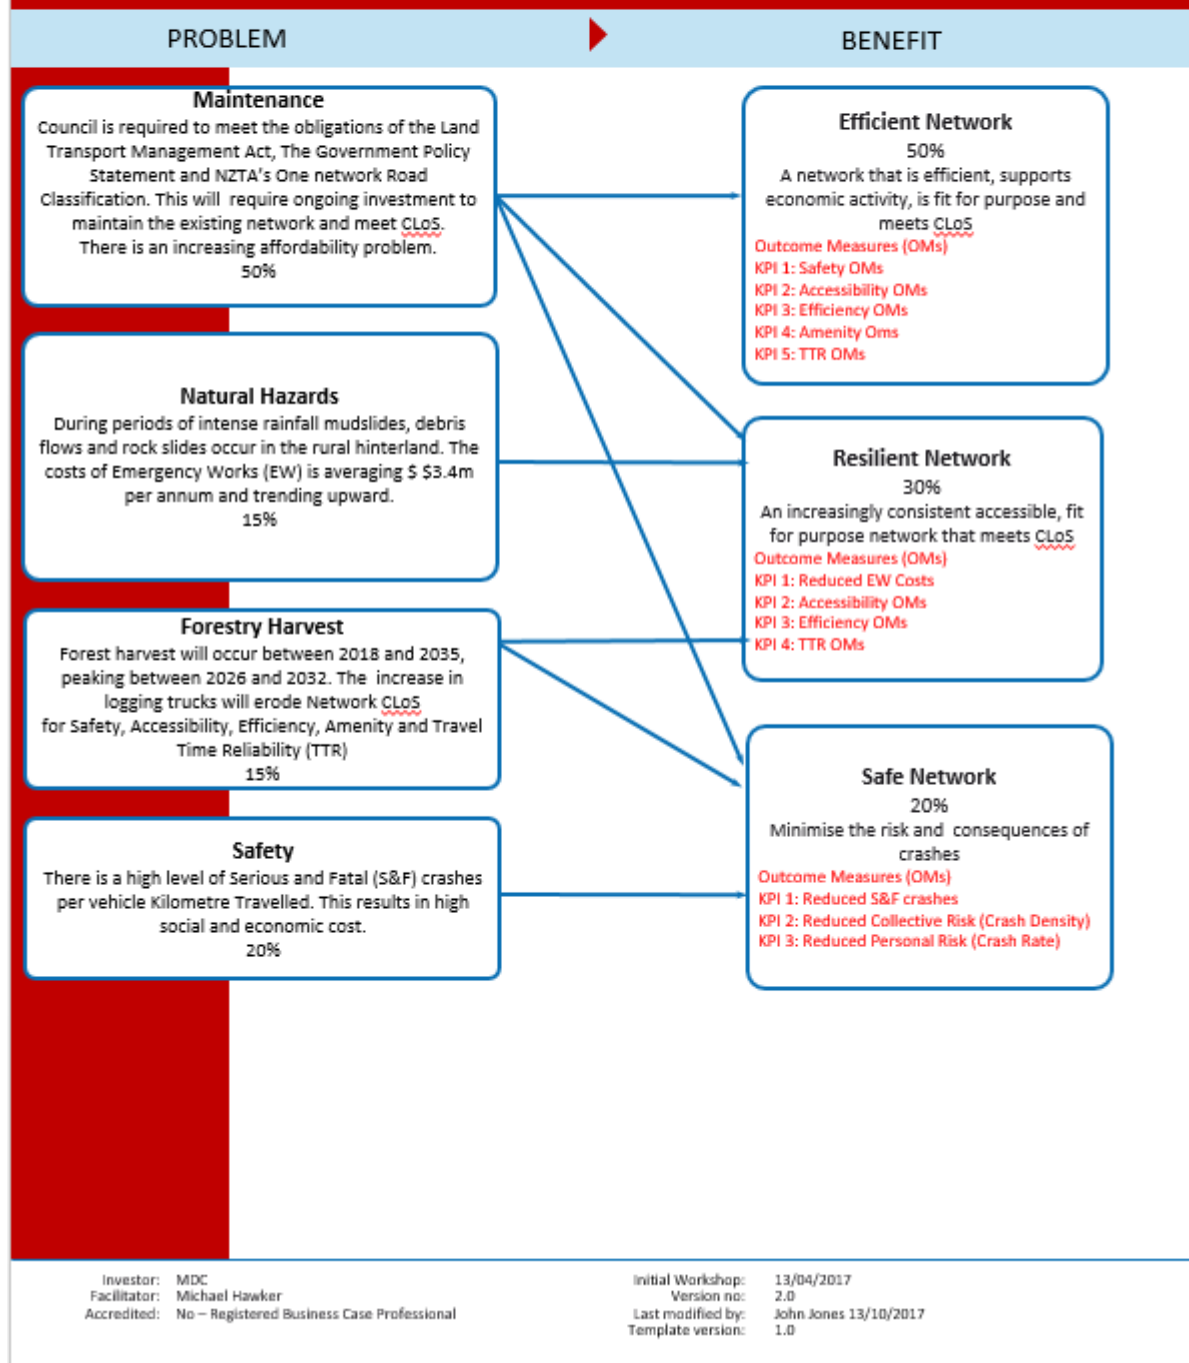 PROBLEM
BENEFIT
Maintenance
Council is required to meet the obligations of the Land
Transport Management Act, The Government Policy
Statement and NZTA's One network Road
Classification. This will  require ongoing investment to
maintain the existing network and meet CLoS.
There is an increasing affordability problem.
50%
Natural Hazards
During periods of intense rainfall mudslides, debris
flows and rock slides occur in the rural hinterland. The
costs of Emergency Works (EW) is averaging $ $3.4m
per annum and trending upward.
15%
Forestry Harvest
Forest harvest will occur between 2018 and 2035,
peaking between 2026 and 2032. The  increase in
logging trucks will erode Network CLoS
for Safety, Accessibility, Efficiency, Amenity and Travel
Time Reliability (TTR)
15%
Safety
There is a high level of Serious and Fatal (S&F) crashes
per vehicle Kilometre Travelled. This results in high
social and economic cost.
20%
Efficient Network
50%
A network that is efficient, supports
economic activity, is fit for purpose and
meets CLoS
Outcome Measures (OMs)
KPI 1: Safety OMs
KPI 2: Accessibility OMs
KPI 3: Efficiency OMs
KPI 4: Amenity Oms
KPI 5: TTR OMs
Resilient Network
30%
An increasingly consistent accessible, fit
for purpose network that meets CLoS
Outcome Measures (OMs)
KPI 1: Reduced EW Costs
KPI 2: Accessibility OMs
KPI 3: Efficiency OMs
KPI 4: TTR OMs
Safe Network
20%
Minimise the risk and  consequences of
crashes
Outcome Measures (OMs)
KPI 1: Reduced S&F crashes
KPI 2: Reduced Collective Risk (Crash Density)
KPI 3: Reduced Personal Risk (Crash Rate)
Investor: MDC
Facilitator: Michael Hawker
Accredited: No – Registered Business Case Professional
Initial Workshop: 13/04/2017
Version no: 2.0
Last modified by: John Jones 13/10/2017
Template version: 1.0